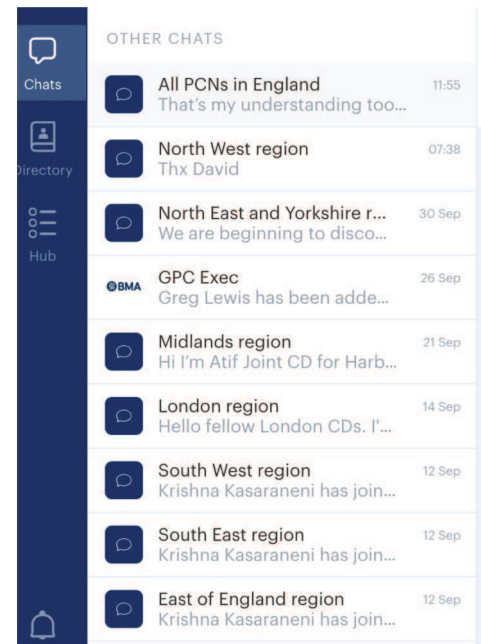 Chats
Directory
Hub
OTHER CHATS
All PCNs in England 11:55
That's my understanding too...
North West region 07:38
Thx David
North East and Yorkshire r... 30 Sep
We are beginning to disco...
BMA
GPC Exec 26 Sep
Greg Lewis has been adde...
Midlands region 21 Sep
Hi I'm Atif Joint CD for Harb...
London region 14 Sep
Hello fellow London CDs. I'...
South West region 12 Sep
Krishna Kasaraneni has join...
South East region 12 Sep
Krishna Kasaraneni has join...
East of England region 12 Sep
Krishna Kasaraneni has join...